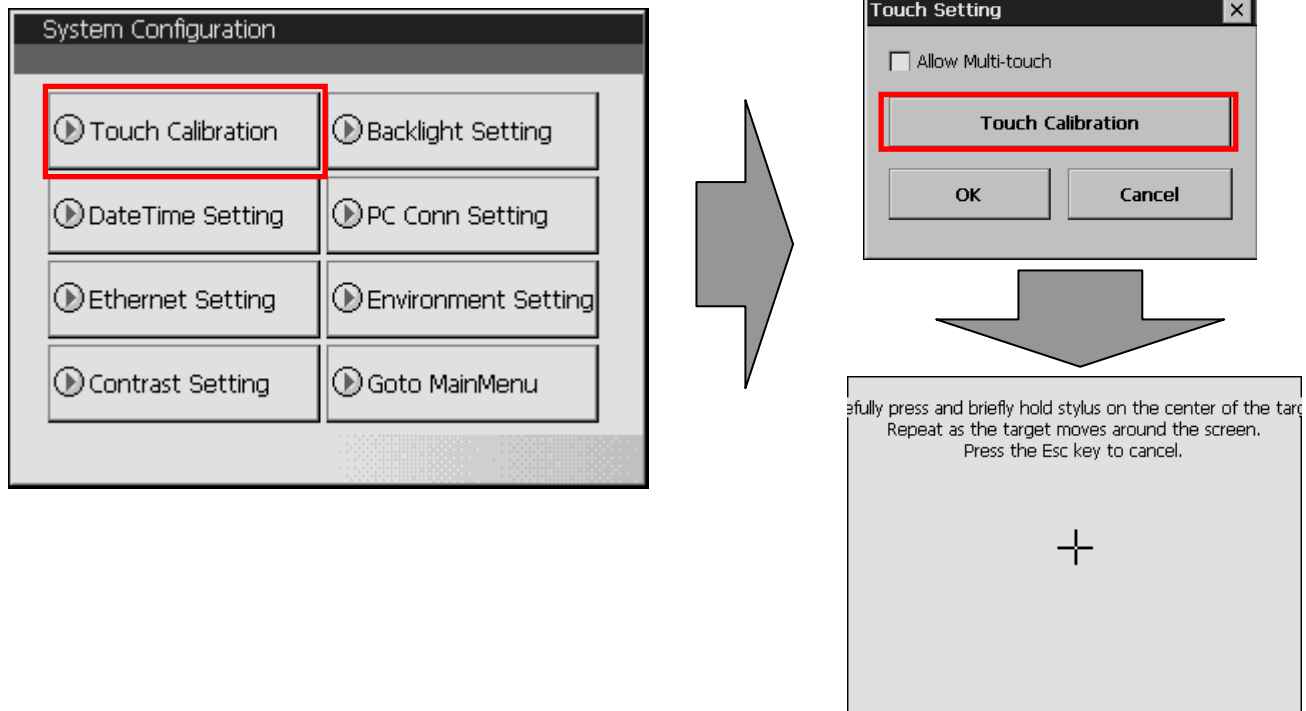 System Configuration
Touch Calibration
Backlight Setting
DateTime Setting
PC Conn Setting
Ethernet Setting
Environment Setting
Contrast Setting
Goto MainMenu
Touch Setting
Allow Multi-touch
Touch Calibration
OK
Cancel
press and briefly hold stylus on the center of the
Repeat as the target moves around the screen.
Press the Esc key to cancel.